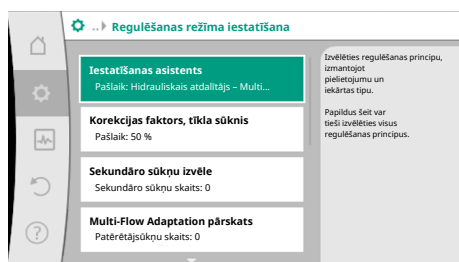 ..▸ Regulēšanas režīma iestatīšana
Iestatīšanas asistents
Pašlaik: Hidrauliskais atdalītājs – Multi...
Korekcijas faktors, tīkla sūknis
Pašlaik: 50 %
Sekundāro sūkņu izvēle
Sekundāro sūkņu skaits: 0
Multi-Flow Adaptation pārskats
Patērētājsūkņu skaits: 0
Izvēlēties regulēšanas principu,
izmantojot
pielietojumu un
iekārtas tipu.
Papildus šeit var
tieši izvēlēties visus
regulēšanas principus.